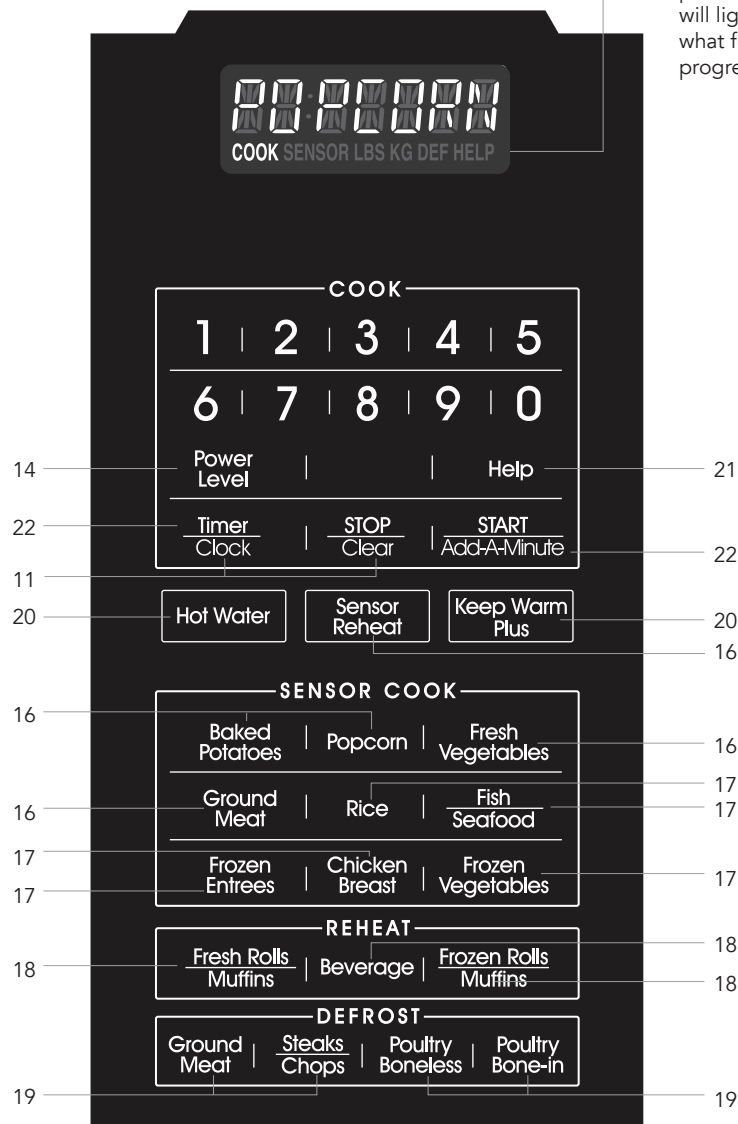 will lig
what f
progre
PO:PCORN
COOK SENSOR LBS KG DEF HELP
COOK
1 | 2 | 3 | 4 | 5
6 | 7 | 8 | 9 | 0
14 Power Level | | Help 21
22 Timer | STOP | START
Clock | Clear | Add-A-Minute 22
11
20 Hot Water Sensor Reheat Keep Warm Plus 20
16
SENSOR COOK
16 Baked Potatoes | Popcorn | Fresh Vegetables 16
17
16 Ground Meat | Rice | Fish Seafood 17
17 Frozen Entrees | Chicken Breast | Frozen Vegetables 17
17
REHEAT
18 Fresh Rolls Muffins | Beverage | Frozen Rolls Muffins 18
18
DEFROST
Ground Meat | Steaks Chops | Poultry Boneless | Poultry Bone-in
19 19